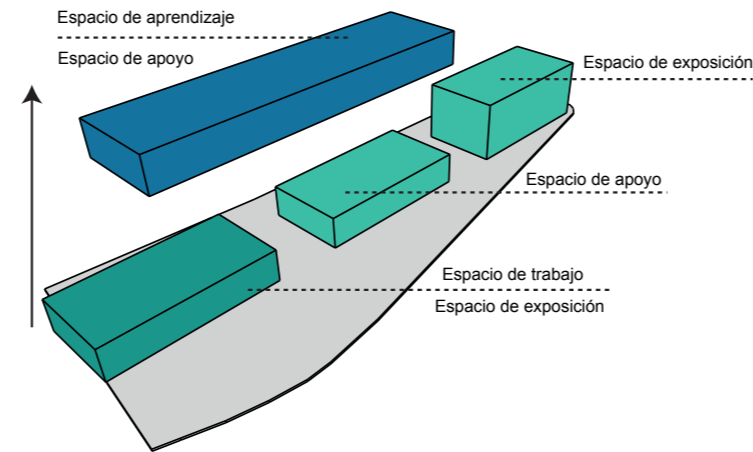 Espacio de aprendizaje
Espacio de apoyo
Espacio de exposición
Espacio de apoyo
Espacio de trabajo
Espacio de exposición